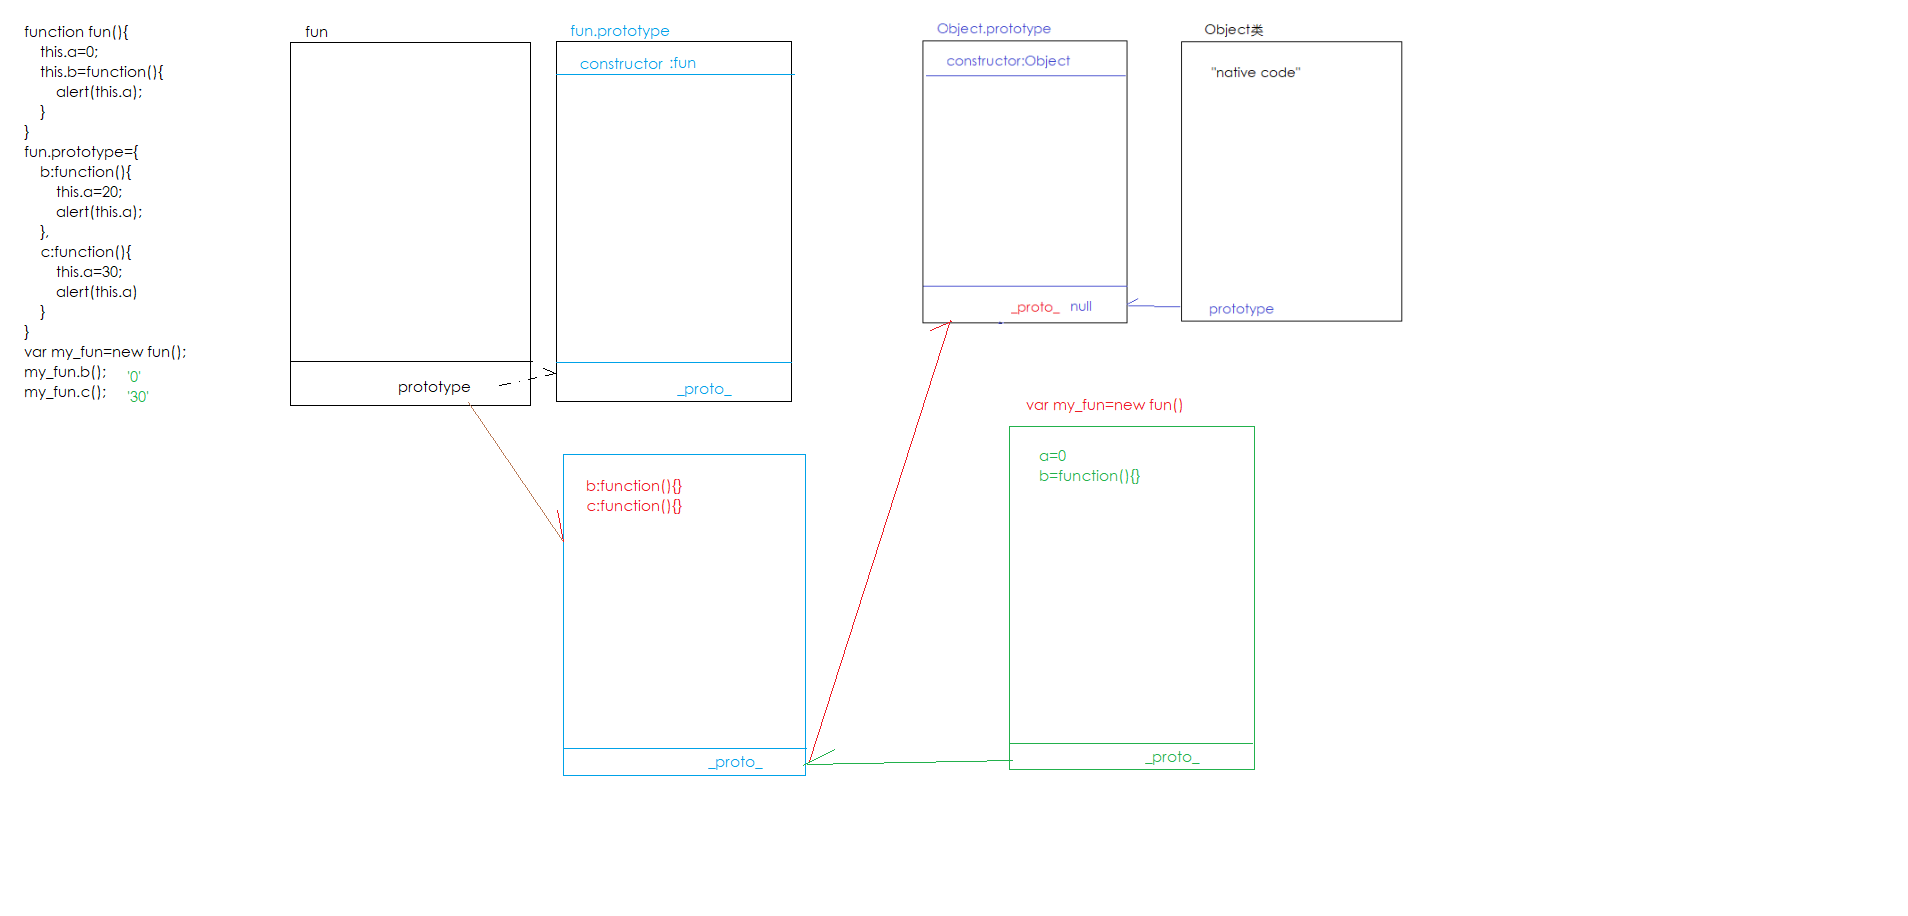 function fun(){
    this.a=0;
    this.b=function(){
        alert(this.a);
    }
}
fun.prototype={
    b:function(){
        this.a=20;
        alert(this.a);
    },
    c:function(){
        this.a=30;
        alert(this.a)
    }
}
var my_fun=new fun();
my_fun.b(); '0'
my_fun.c(); '30'
fun
prototype
fun.prototype
constructor :fun
_proto_
Object.prototype
constructor:Object
_proto_ null
Object类
"native code"
prototype
b:function(){}
c:function(){}
_proto_
var my_fun=new fun()
a=0
b=function(){}
_proto_